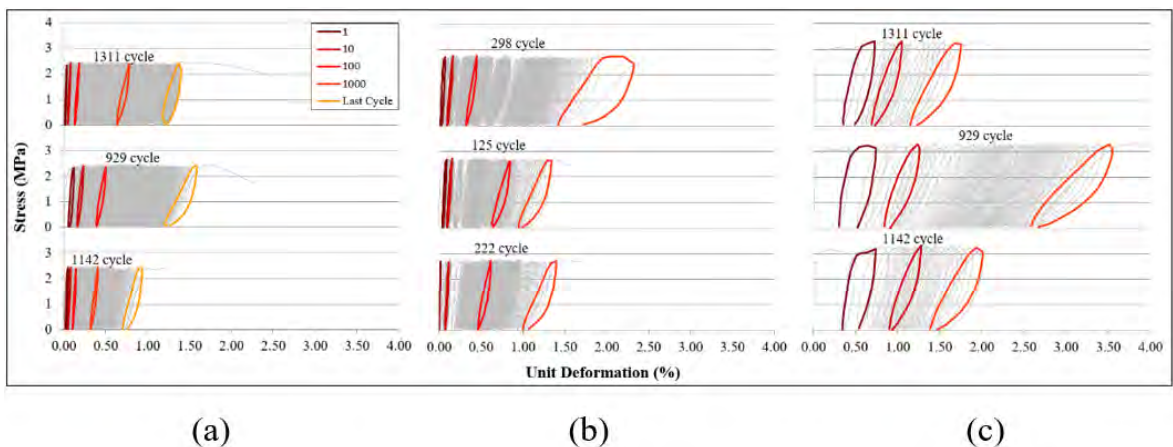 4
3
2
1
0
3
2
1
0
3
2
1
0
Stress (MPa)
1311 cycle
929 cycle
1142 cycle
1
10
100
1000
Last Cycle
298 cycle
125 cycle
222 cycle
1311 cycle
929 cycle
1142 cycle
0.00 0.50 1.00 1.50 2.00 2.50 3.00 3.50 4.00
0.00 0.50 1.00 1.50 2.00 2.50 3.00 3.50 4.00
0.00 0.50 1.00 1.50 2.00 2.50 3.00 3.50 4.00
Unit Deformation (%)
(a) (b) (c)